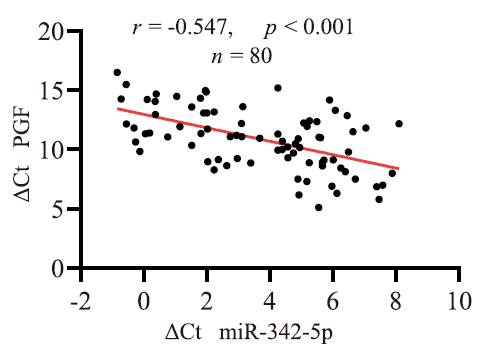 r = -0.547, p < 0.001
n = 80
20
15
10
5
0
ΔCt PGF
-2 0 2 4 6 8 10
ΔCt miR-342-5p